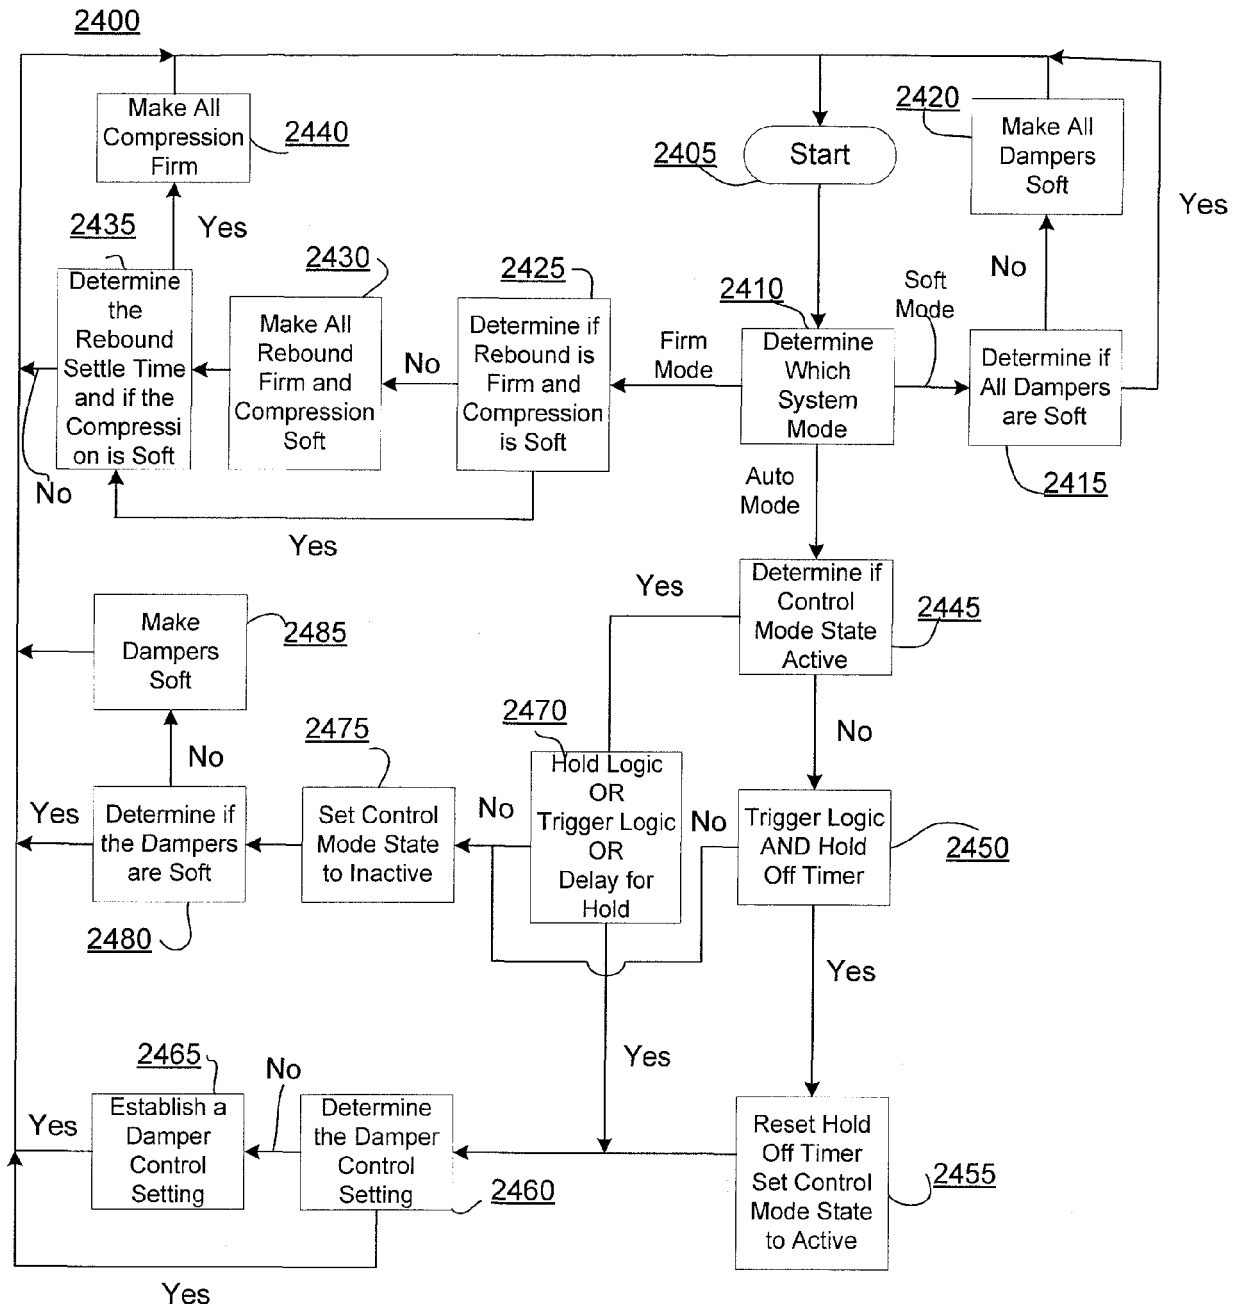 2400
Make All
Compression
Firm
2440
2405
Start
2420
Make All
Dampers
Soft
Yes
2435
Yes
Determine
the
Rebound
Settle Time
and if the
Compressi
on is Soft
No
2430
Make All
Rebound
Firm and
Compression
Soft
No
2425
Determine if
Rebound is
Firm and
Compression
is Soft
Yes
Firm
Mode
2410
Determine
Which
System
Mode
Soft
Mode
No
Determine if
All Dampers
are Soft
2415
Auto
Mode
Yes
Determine if
Control
Mode State
Active
2445
No
Make
Dampers
Soft
2485
No
Yes
Determine if
the Dampers
are Soft
2480
2475
Set Control
Mode State
to Inactive
No
2470
Hold Logic
OR
Trigger Logic
OR
Delay for
Hold
No
Trigger Logic
AND Hold
Off Timer
2450
Yes
Yes
2465
No
Yes
Establish a
Damper
Control
Setting
Determine
the Damper
Control
Setting
2460
Reset Hold
Off Timer
Set Control
Mode State
to Active
2455
Yes